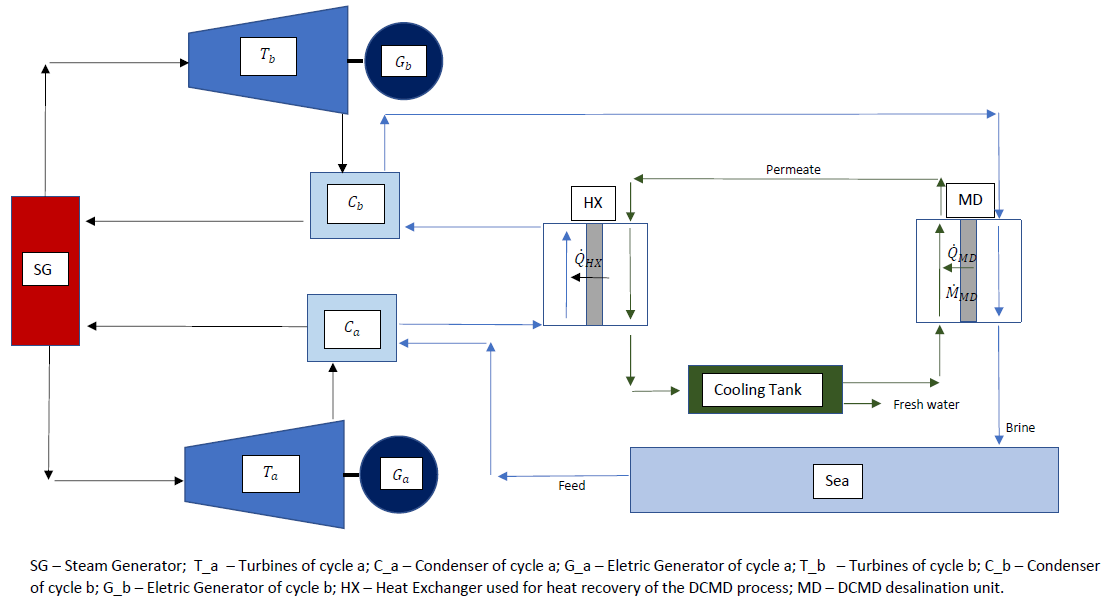 T_b
G_b
Permeate
C_b
HX
MD
Q̇_HX
Q̇_MD
SG
Ṁ_MD
C_a
Cooling Tank
Fresh water
Brine
T_a
G_a
Sea
Feed
SG – Steam Generator; T_a – Turbines of cycle a; C_a – Condenser of cycle a; G_a – Eletric Generator of cycle a; T_b – Turbines of cycle b; C_b – Condenser
of cycle b; G_b – Eletric Generator of cycle b; HX – Heat Exchanger used for heat recovery of the DCMD process; MD – DCMD desalination unit.